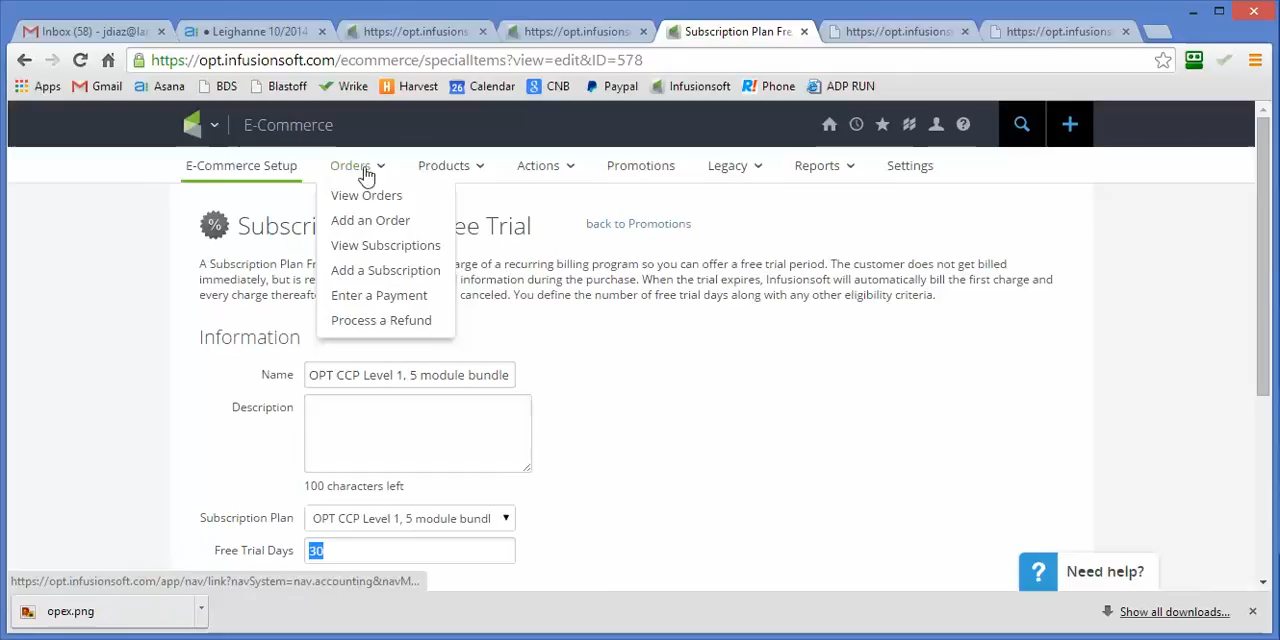 Inbox (58) - jdiaz@la
Leighanne 10/2014
https://opt.infusions
https://opt.infusions
Subscription Plan Fre
https://opt.infusions
https://opt.infusions
https://opt.infusionsoft.com/ecommerce/specialItems?view=edit&ID=578
Apps Gmail Asana BDS Blastoff Wrike Harvest Calendar CNB Paypal Infusionsoft Phone ADP RUN
E-Commerce
E-Commerce Setup Orders Products Actions Promotions Legacy Reports Settings
View Orders
Add an Order
View Subscriptions
Add a Subscription
Enter a Payment
Process a Refund
Subscri ee Trial back to Promotions
A Subscription Plan Fr harge of a recurring billing program so you can offer a free trial period. The customer does not get billed
immediately, but is re information during the purchase. When the trial expires, Infusionsoft will automatically bill the first charge and
every charge thereafte canceled. You define the number of free trial days along with any other eligibility criteria.
Information
Name OPT CCP Level 1, 5 module bundle
Description
100 characters left
Subscription Plan OPT CCP Level 1, 5 module bundl
Free Trial Days 30
Need help?
https://opt.infusionsoft.com/app/nav/link?navSystem=nav.accounting&navM...
opex.png
Show all downloads...